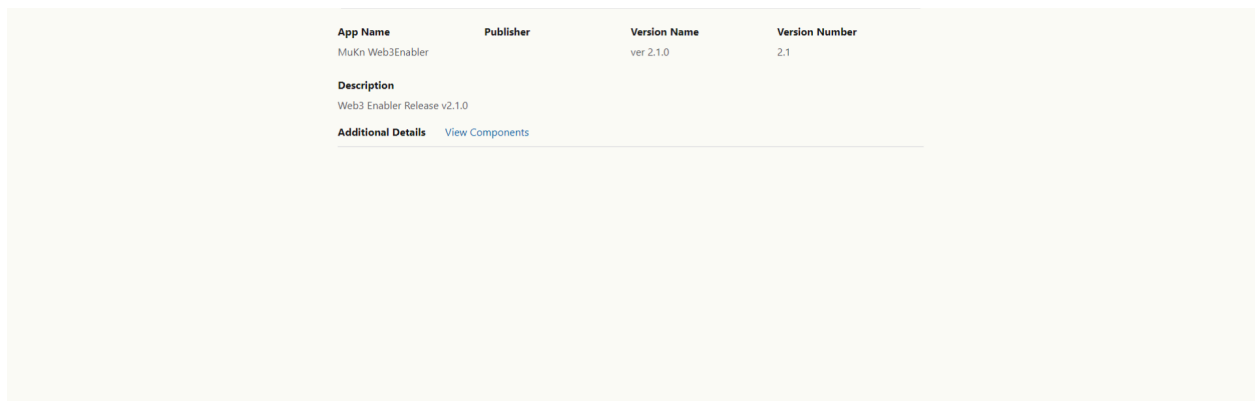 App Name Publisher Version Name Version Number
MuKn Web3Enabler ver 2.1.0 2.1
Description
Web3 Enabler Release v2.1.0
Additional Details View Components